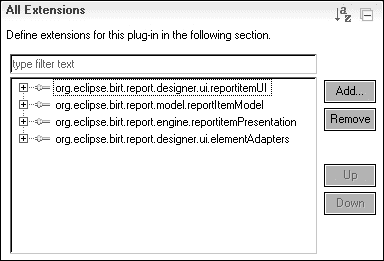 All Extensions
Define extensions for this plug-in in the following section.
type filter text
org.eclipse.birt.report.designer.ui.reportitemUI
org.eclipse.birt.report.model.reportItemModel
org.eclipse.birt.report.engine.reportitemPresentation
org.eclipse.birt.report.designer.ui.elementAdapters
Add...
Remove
Up
Down